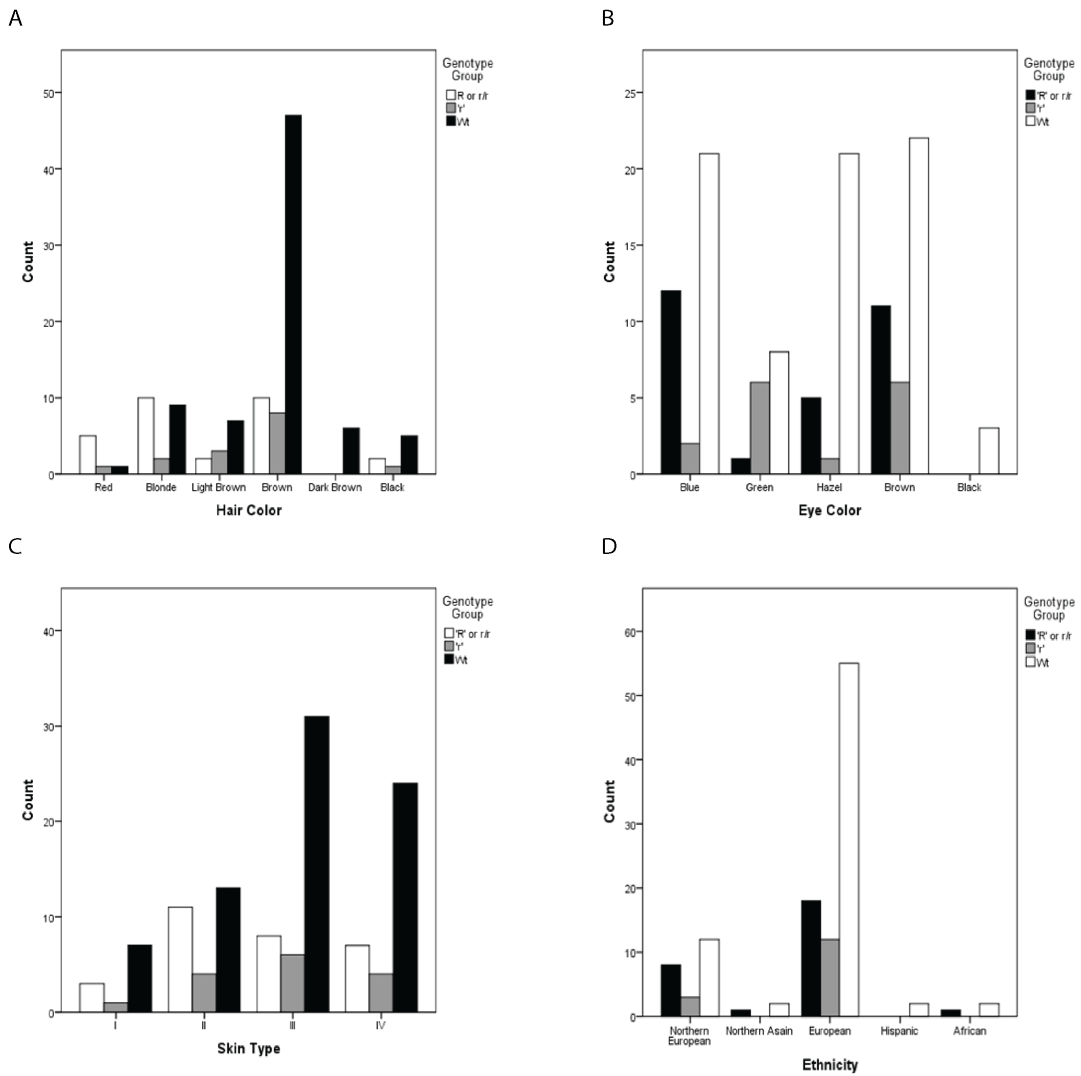 A
Genotype
Group
R or r/r
'r'
Wt
50
40
30
20
10
0
Count
Red Blonde Light Brown Brown Dark Brown Black
Hair Color
B
Genotype
Group
'R' or r/r
'r'
Wt
25
20
15
10
5
0
Count
Blue Green Hazel Brown Black
Eye Color
C
Genotype
Group
'R' or r/r
'r'
Wt
40
30
20
10
0
Count
I II III IV
Skin Type
D
Genotype
Group
'R' or r/r
'r'
Wt
60
50
40
30
20
10
0
Count
Northern Northern Asain European Hispanic African
European
Ethnicity